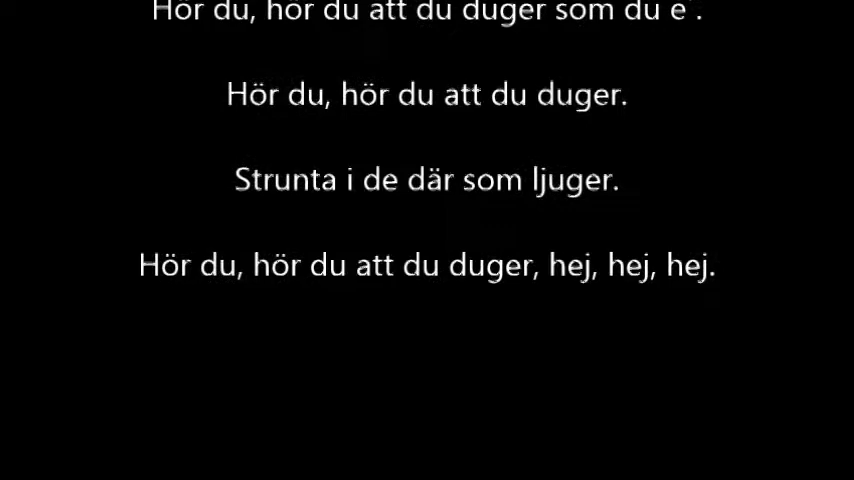 Hör du, hör du att du duger som du e´.
Hör du, hör du att du duger.
Strunta i de där som ljuger.
Hör du, hör du att du duger, hej, hej, hej.